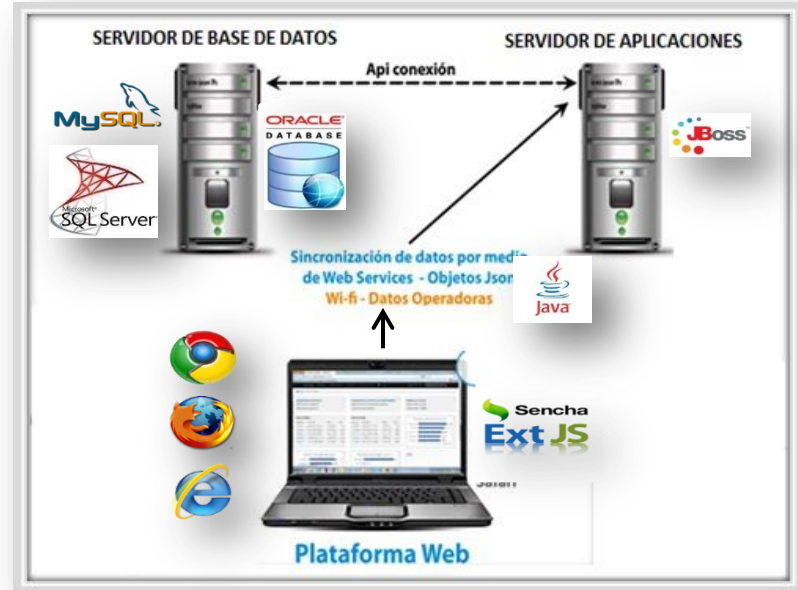 SERVIDOR DE BASE DE DATOS
SERVIDOR DE APLICACIONES
Api conexión
MySQL
ORACLE
DATABASE
Microsoft
SQL Server
JBoss
Sincronización de datos por medio
de Web Services - Objetos Json
Wi-fi - Datos Operadoras
Java
Sencha
Ext JS
Plataforma Web